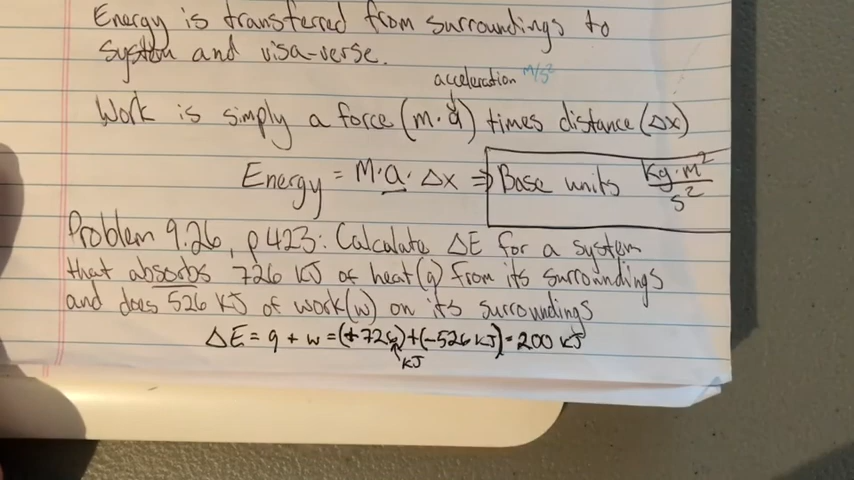 Energy is transferred from surroundings to
system and visa-verse.
acceleration m/s²
Work is simply a force (m·a) times distance (Δx)
Energy = m·a·Δx ⇒ Base units kg·m²/s²
Problem 9.26, p423: Calculate ΔE for a system
that absorbs 726 KJ of heat(q) from its surroundings
and does 526 KJ of work(w) on its surroundings
ΔE = q + w = (+726)+(-526 KJ) = 200 KJ
KJ